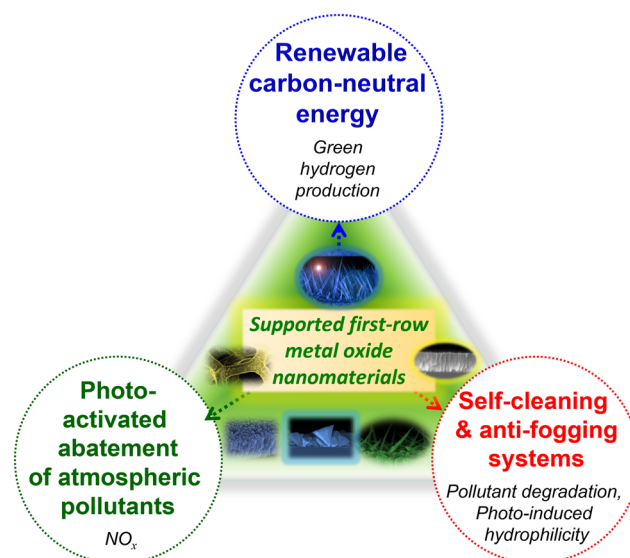 Renewable
carbon-neutral
energy
Green
hydrogen
production
Supported first-row
metal oxide
nanomaterials
Photo-
activated
abatement
of atmospheric
pollutants
NOx
Self-cleaning
& anti-fogging
systems
Pollutant degradation,
Photo-induced
hydrophilicity